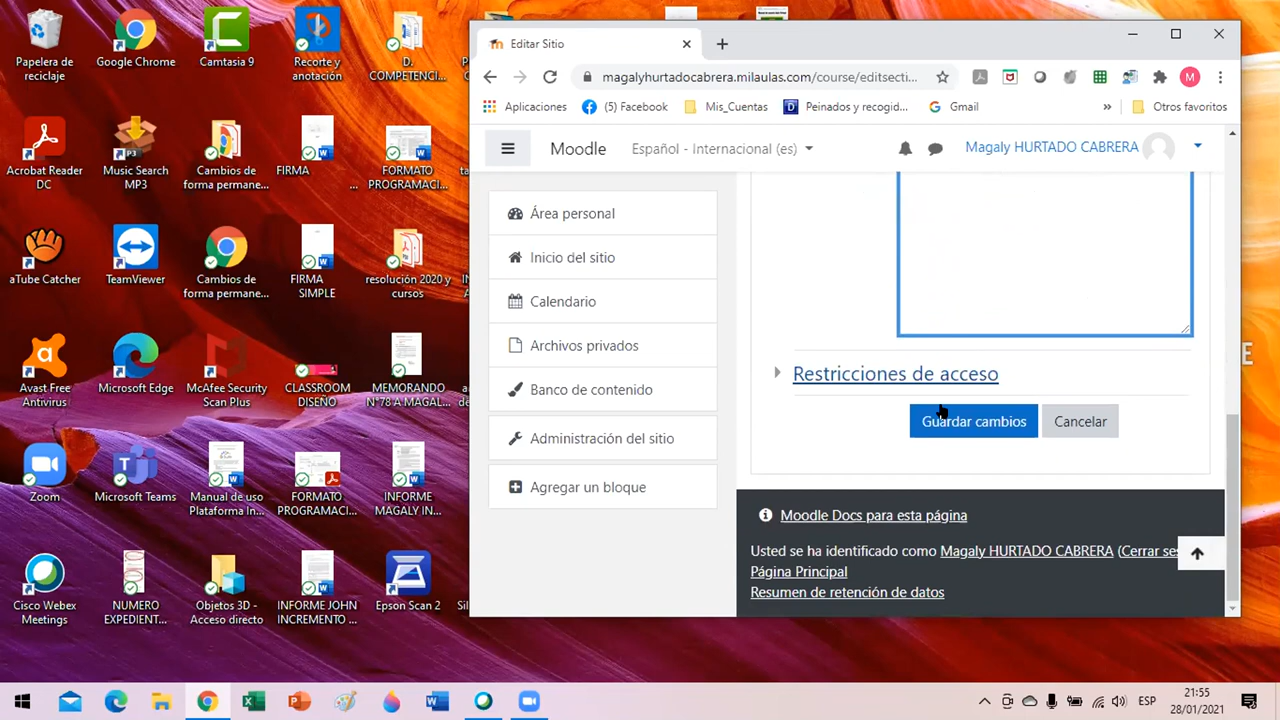 Papelera de
reciclaje
Google Chrome
Camtasia 9
Recorte y
anotación
D.
COMPETENCI...
Acrobat Reader
DC
Music Search
MP3
Cambios de
forma permane...
FIRMA
...
FORMATO
PROGRAMACI...
aTube Catcher
TeamViewer
Cambios de
forma permane...
FIRMA
SIMPLE
resolución 2020 y
cursos
Avast Free
Antivirus
Microsoft Edge
McAfee Security
Scan Plus
CLASSROOM
DISEÑO
MEMORANDO
N°78 A MAGAL...
Zoom
Microsoft Teams
Manual de uso
Plataforma In...
FORMATO
PROGRAMACI...
INFORME
MAGALY IN...
Cisco Webex
Meetings
NUMERO
EXPEDIENT...
Objetos 3D -
Acceso directo
INFORME JOHN
INCREMENTO ...
Epson Scan 2
Editar Sitio
magalyhurtadocabrera.milaulas.com/course/editsecti...
Aplicaciones
(5) Facebook
Mis_Cuentas
Peinados y recogid...
Gmail
»
Otros favoritos
Moodle
Español - Internacional (es)
Magaly HURTADO CABRERA
Área personal
Inicio del sitio
Calendario
Archivos privados
Banco de contenido
Administración del sitio
Agregar un bloque
Restricciones de acceso
Guardar cambios
Cancelar
Moodle Docs para esta página
Usted se ha identificado como Magaly HURTADO CABRERA (Cerrar se
Página Principal
Resumen de retención de datos
ESP
21:55
28/01/2021